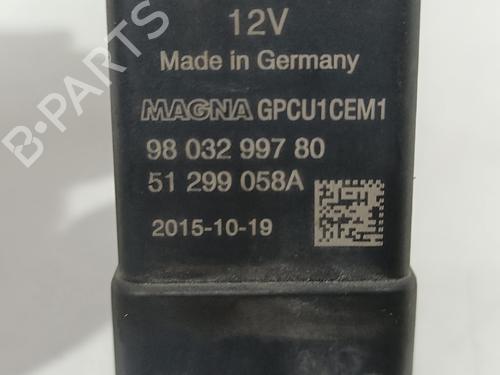 12V
Made in Germany
MAGNA GPCU1CEM1
98 032 997 80
51 299 058A
2015-10-19
B-PARTS